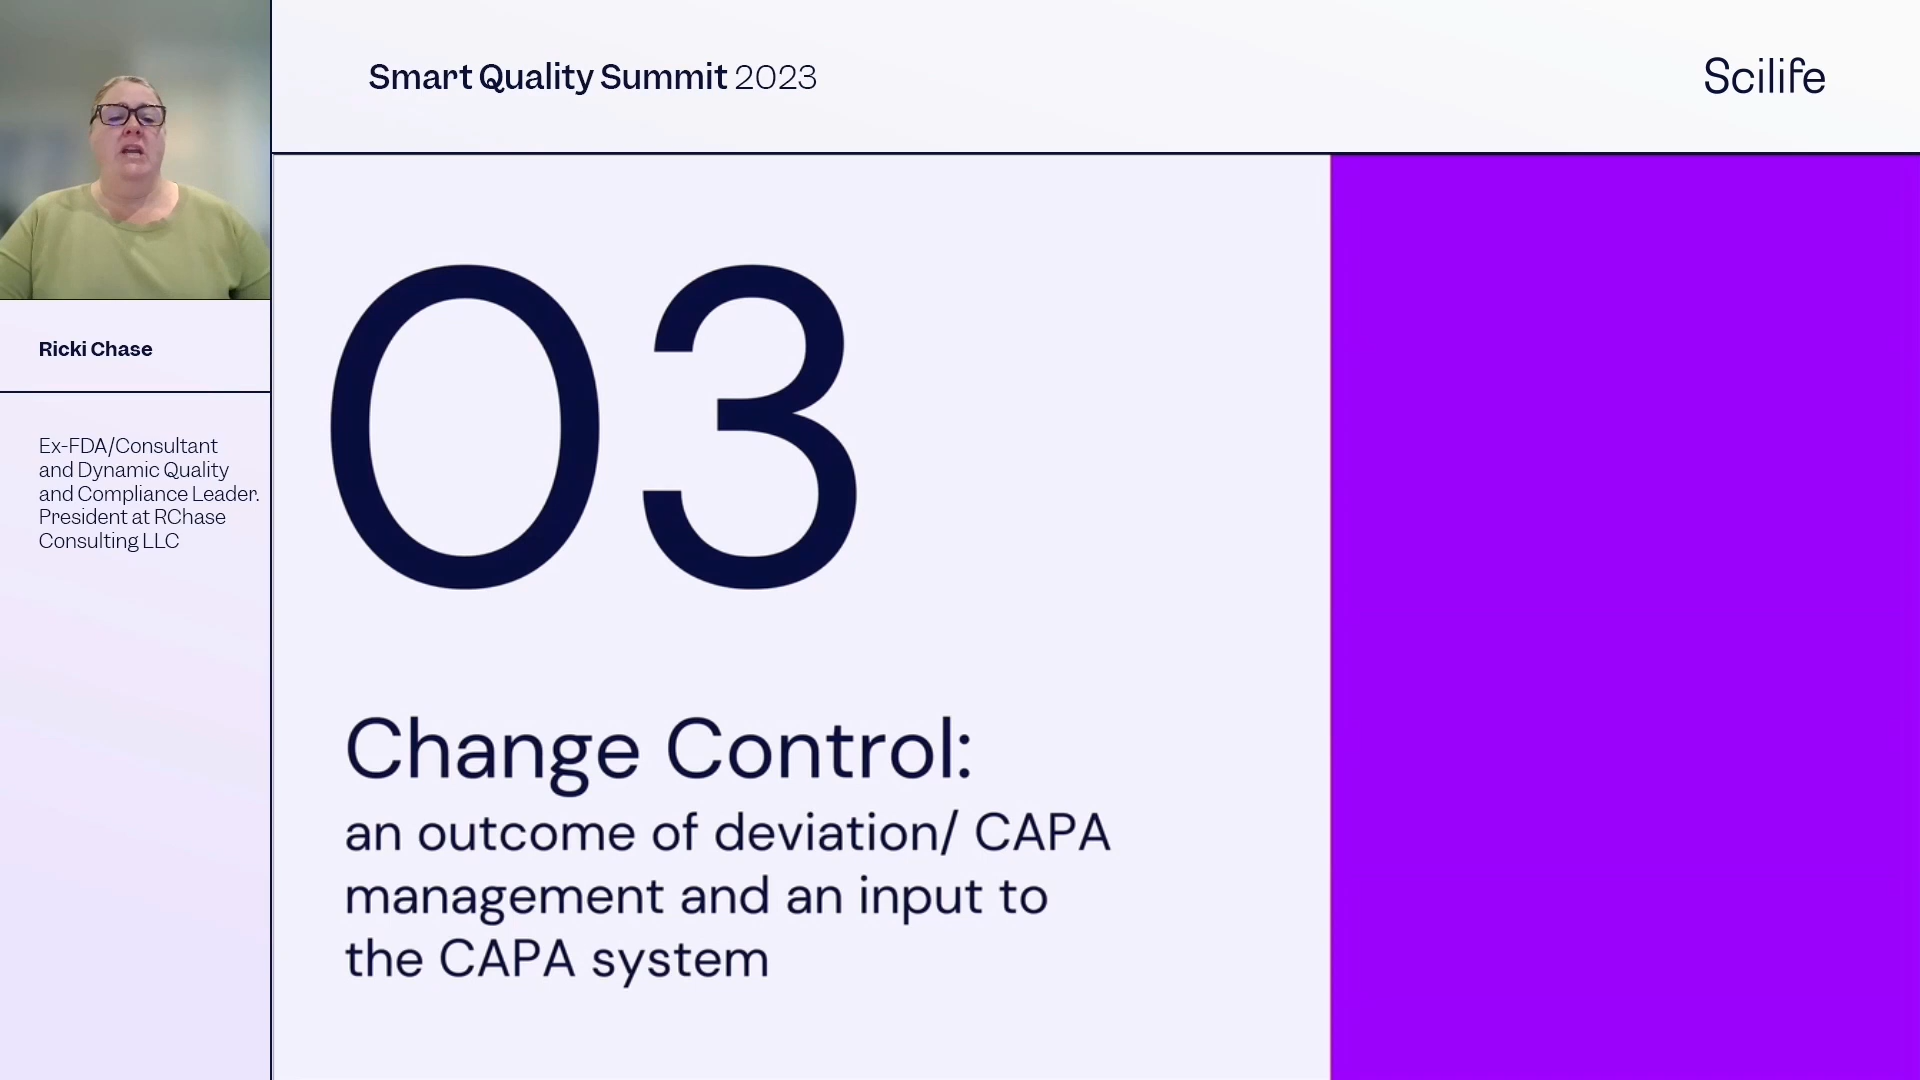 Smart Quality Summit 2023
Scilife
Ricki Chase
Ex-FDA/Consultant
and Dynamic Quality
and Compliance Leader.
President at RChase
Consulting LLC
03
Change Control:
an outcome of deviation/ CAPA
management and an input to
the CAPA system